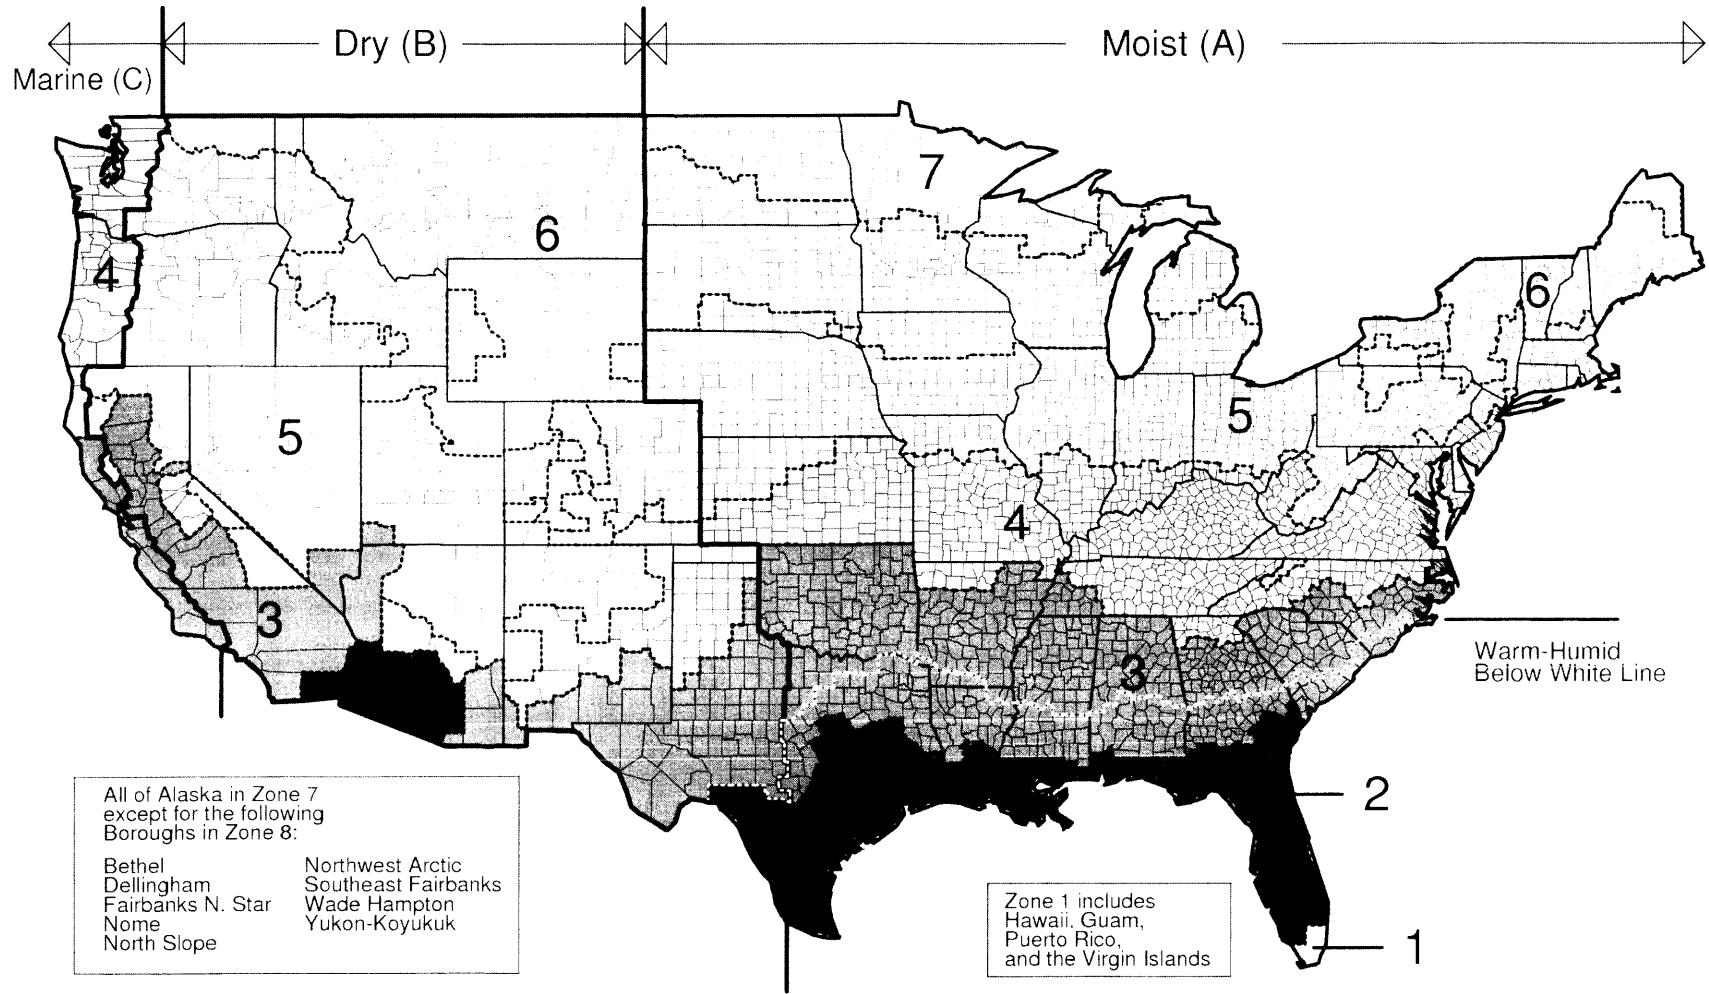 Dry (B)
Moist (A)
Marine (C)
7
6
4
6
5
5
4
3
3
Warm-Humid
Below White Line
2
1
All of Alaska in Zone 7
except for the following
Boroughs in Zone 8:
Bethel
Dellingham
Fairbanks N. Star
Nome
North Slope
Northwest Arctic
Southeast Fairbanks
Wade Hampton
Yukon-Koyukuk
Zone 1 includes
Hawaii, Guam,
Puerto Rico,
and the Virgin Islands